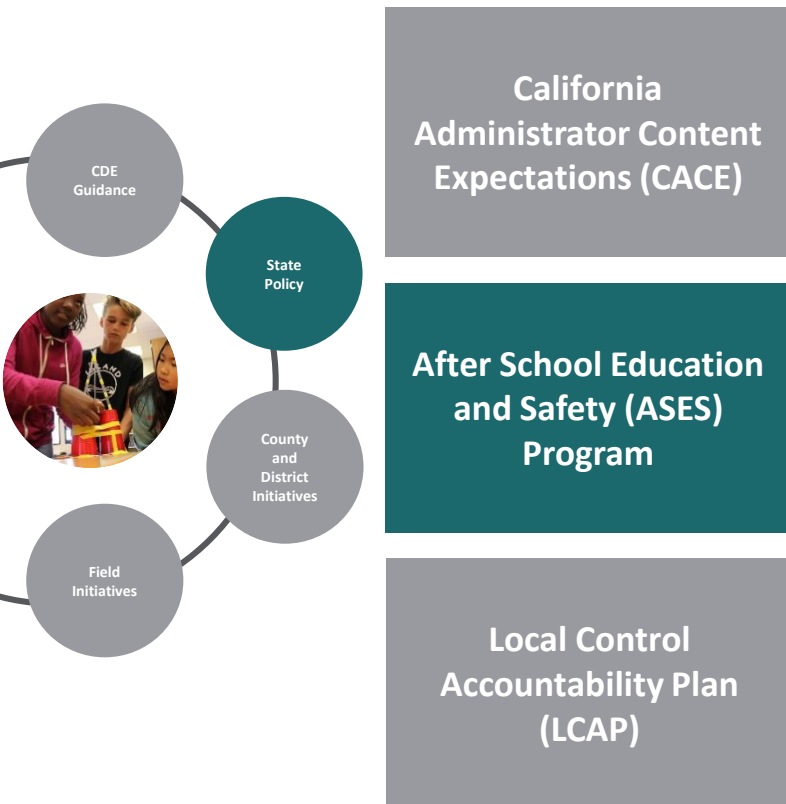 CDE
Guidance
State
Policy
County
and
District
Initiatives
Field
Initiatives
California
Administrator Content
Expectations (CACE)
After School Education
and Safety (ASES)
Program
Local Control
Accountability Plan
(LCAP)